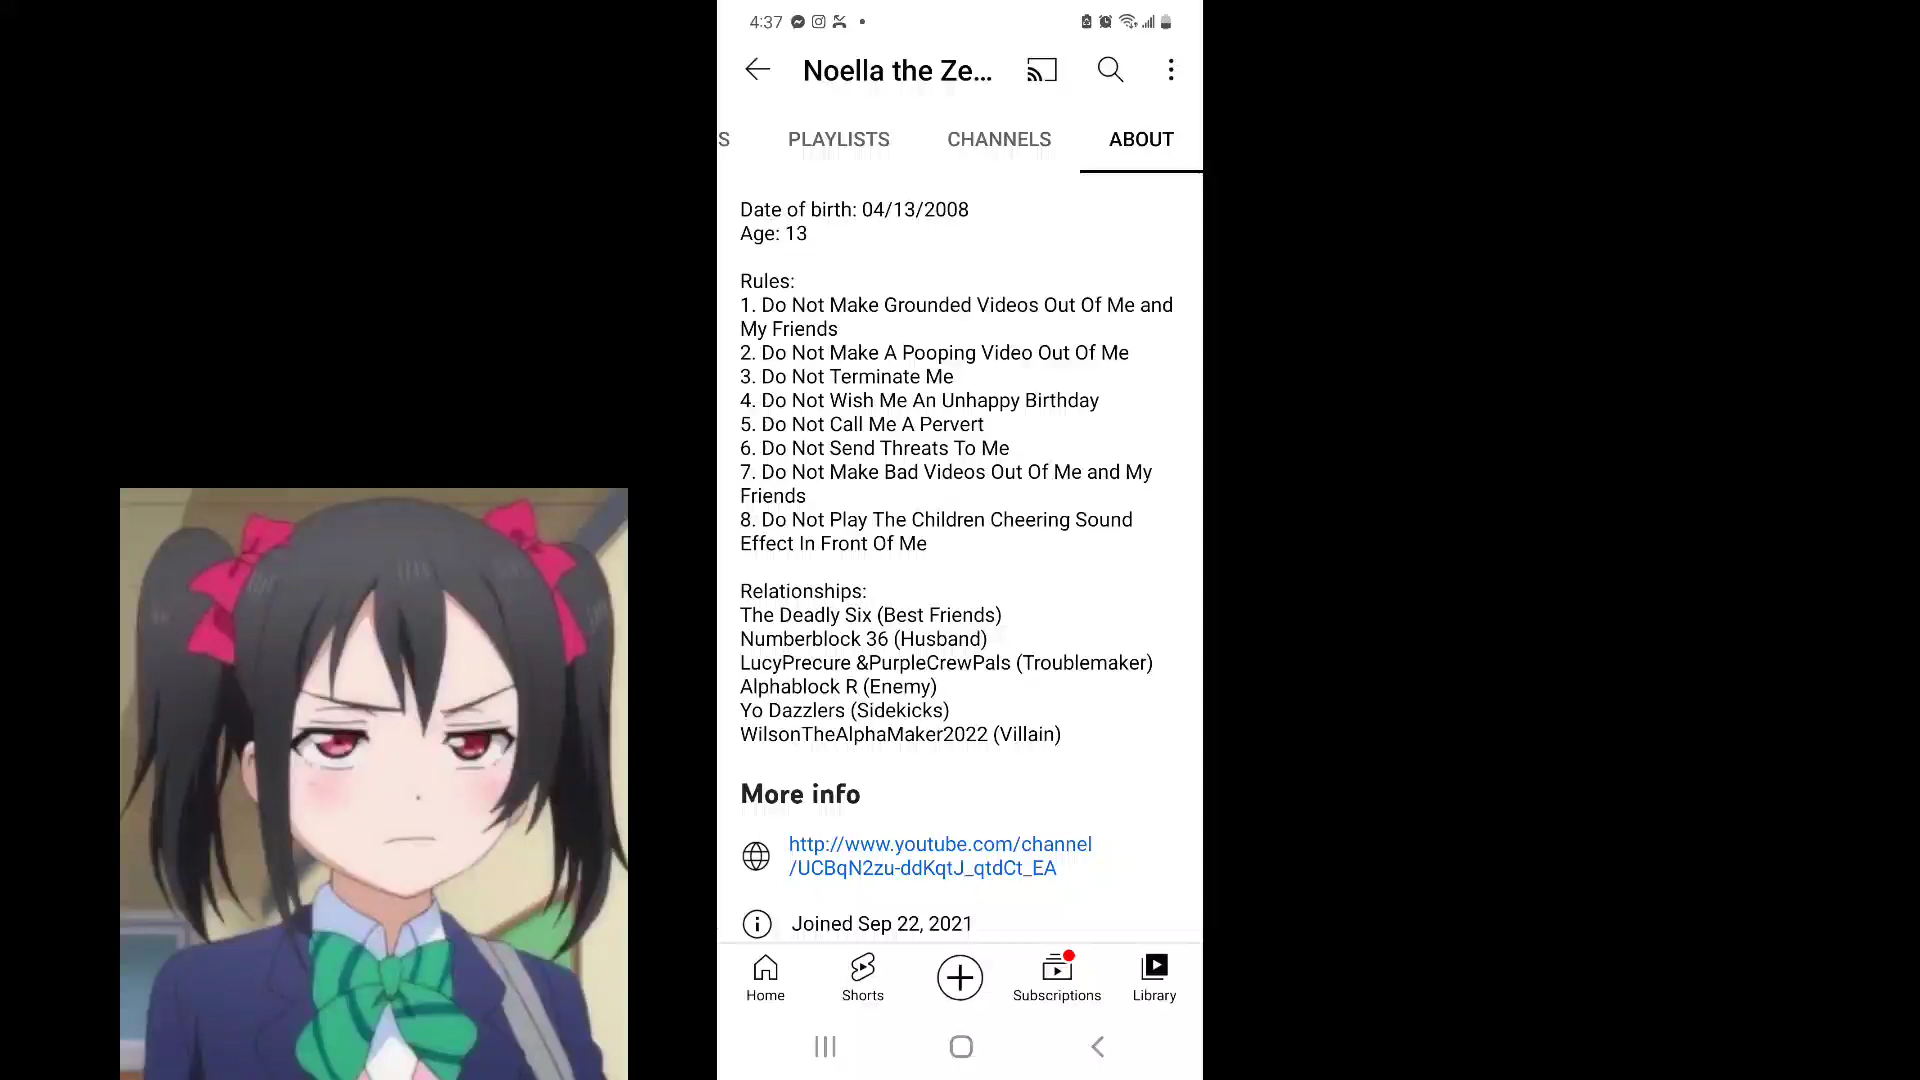 4:37
Noella the Ze...
S PLAYLISTS CHANNELS ABOUT
Date of birth: 04/13/2008
Age: 13
Rules:
1. Do Not Make Grounded Videos Out Of Me and
My Friends
2. Do Not Make A Pooping Video Out Of Me
3. Do Not Terminate Me
4. Do Not Wish Me An Unhappy Birthday
5. Do Not Call Me A Pervert
6. Do Not Send Threats To Me
7. Do Not Make Bad Videos Out Of Me and My
Friends
8. Do Not Play The Children Cheering Sound
Effect In Front Of Me
Relationships:
The Deadly Six (Best Friends)
Numberblock 36 (Husband)
LucyPrecure &PurpleCrewPals (Troublemaker)
Alphablock R (Enemy)
Yo Dazzlers (Sidekicks)
WilsonTheAlphaMaker2022 (Villain)
More info
http://www.youtube.com/channel
/UCBqN2zu-ddKqtJ_qtdCt_EA
Joined Sep 22, 2021
Home Shorts Subscriptions Library